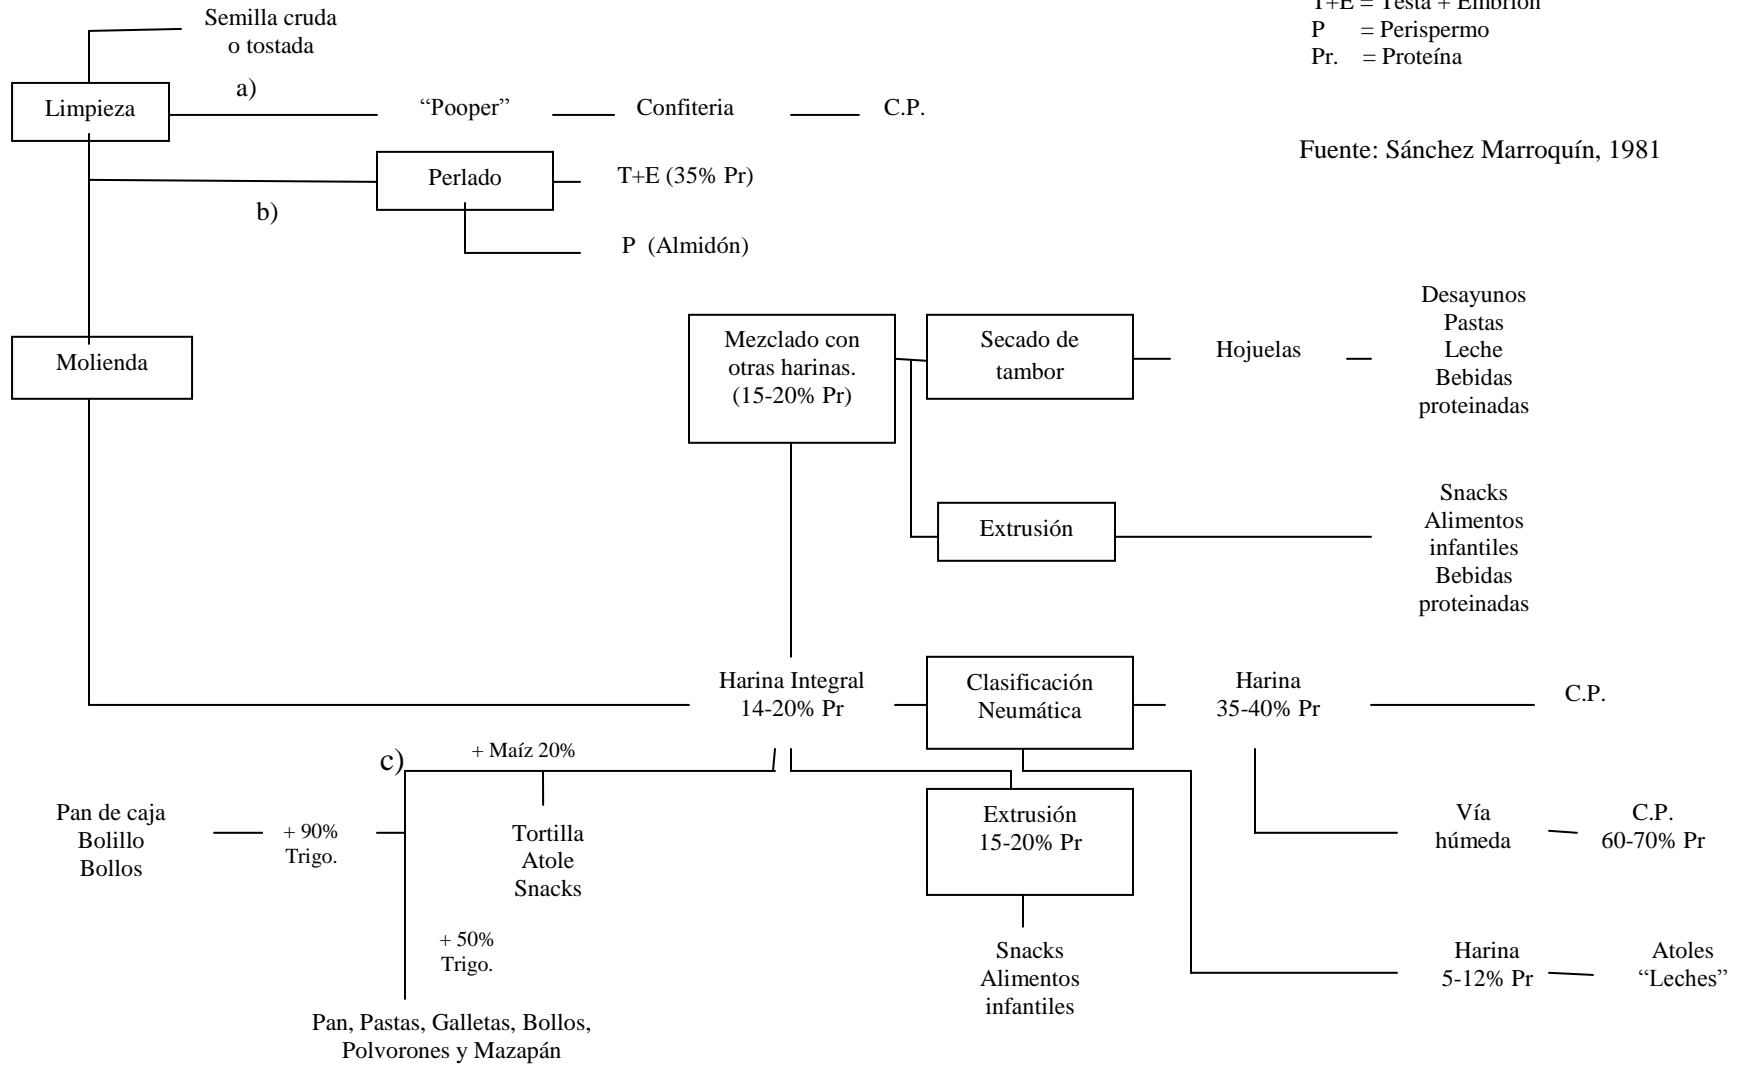 T+E = Testa + Embrión
P = Perispermo
Pr. = Proteína
Semilla cruda
o tostada
Limpieza
a)
“Pooper”
Confiteria
C.P.
Fuente: Sánchez Marroquín, 1981
Perlado
T+E (35% Pr)
b)
P (Almidón)
Molienda
Mezclado con
otras harinas.
(15-20% Pr)
Secado de
tambor
Hojuelas
Desayunos
Pastas
Leche
Bebidas
proteinadas
Extrusión
Snacks
Alimentos
infantiles
Bebidas
proteinadas
Harina Integral
14-20% Pr
Clasificación
Neumática
Harina
35-40% Pr
C.P.
c)
+ Maíz 20%
Pan de caja
Bolillo
Bollos
+ 90%
Trigo.
Tortilla
Atole
Snacks
Extrusión
15-20% Pr
Vía
húmeda
C.P.
60-70% Pr
+ 50%
Trigo.
Snacks
Alimentos
infantiles
Harina
5-12% Pr
Atoles
“Leches”
Pan, Pastas, Galletas, Bollos,
Polvorones y Mazapán